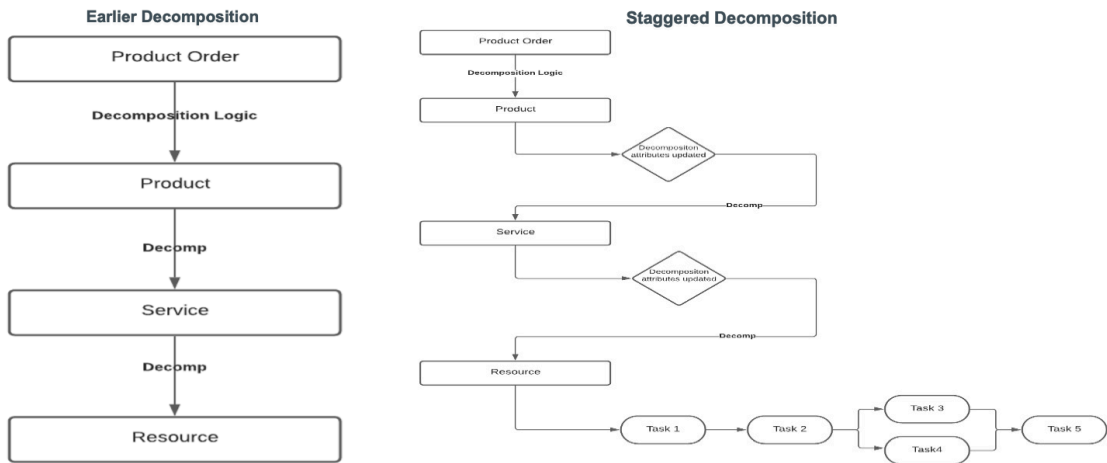 Earlier Decomposition
Product Order
Decomposition Logic
Product
Decomp
Service
Decomp
Resource
Staggered Decomposition
Product Order
Decomposition Logic
Product
Decompositon
attributes updated
Decomp
Service
Decompositon
attributes updated
Decomp
Resource
Task 1
Task 2
Task 3
Task4
Task 5